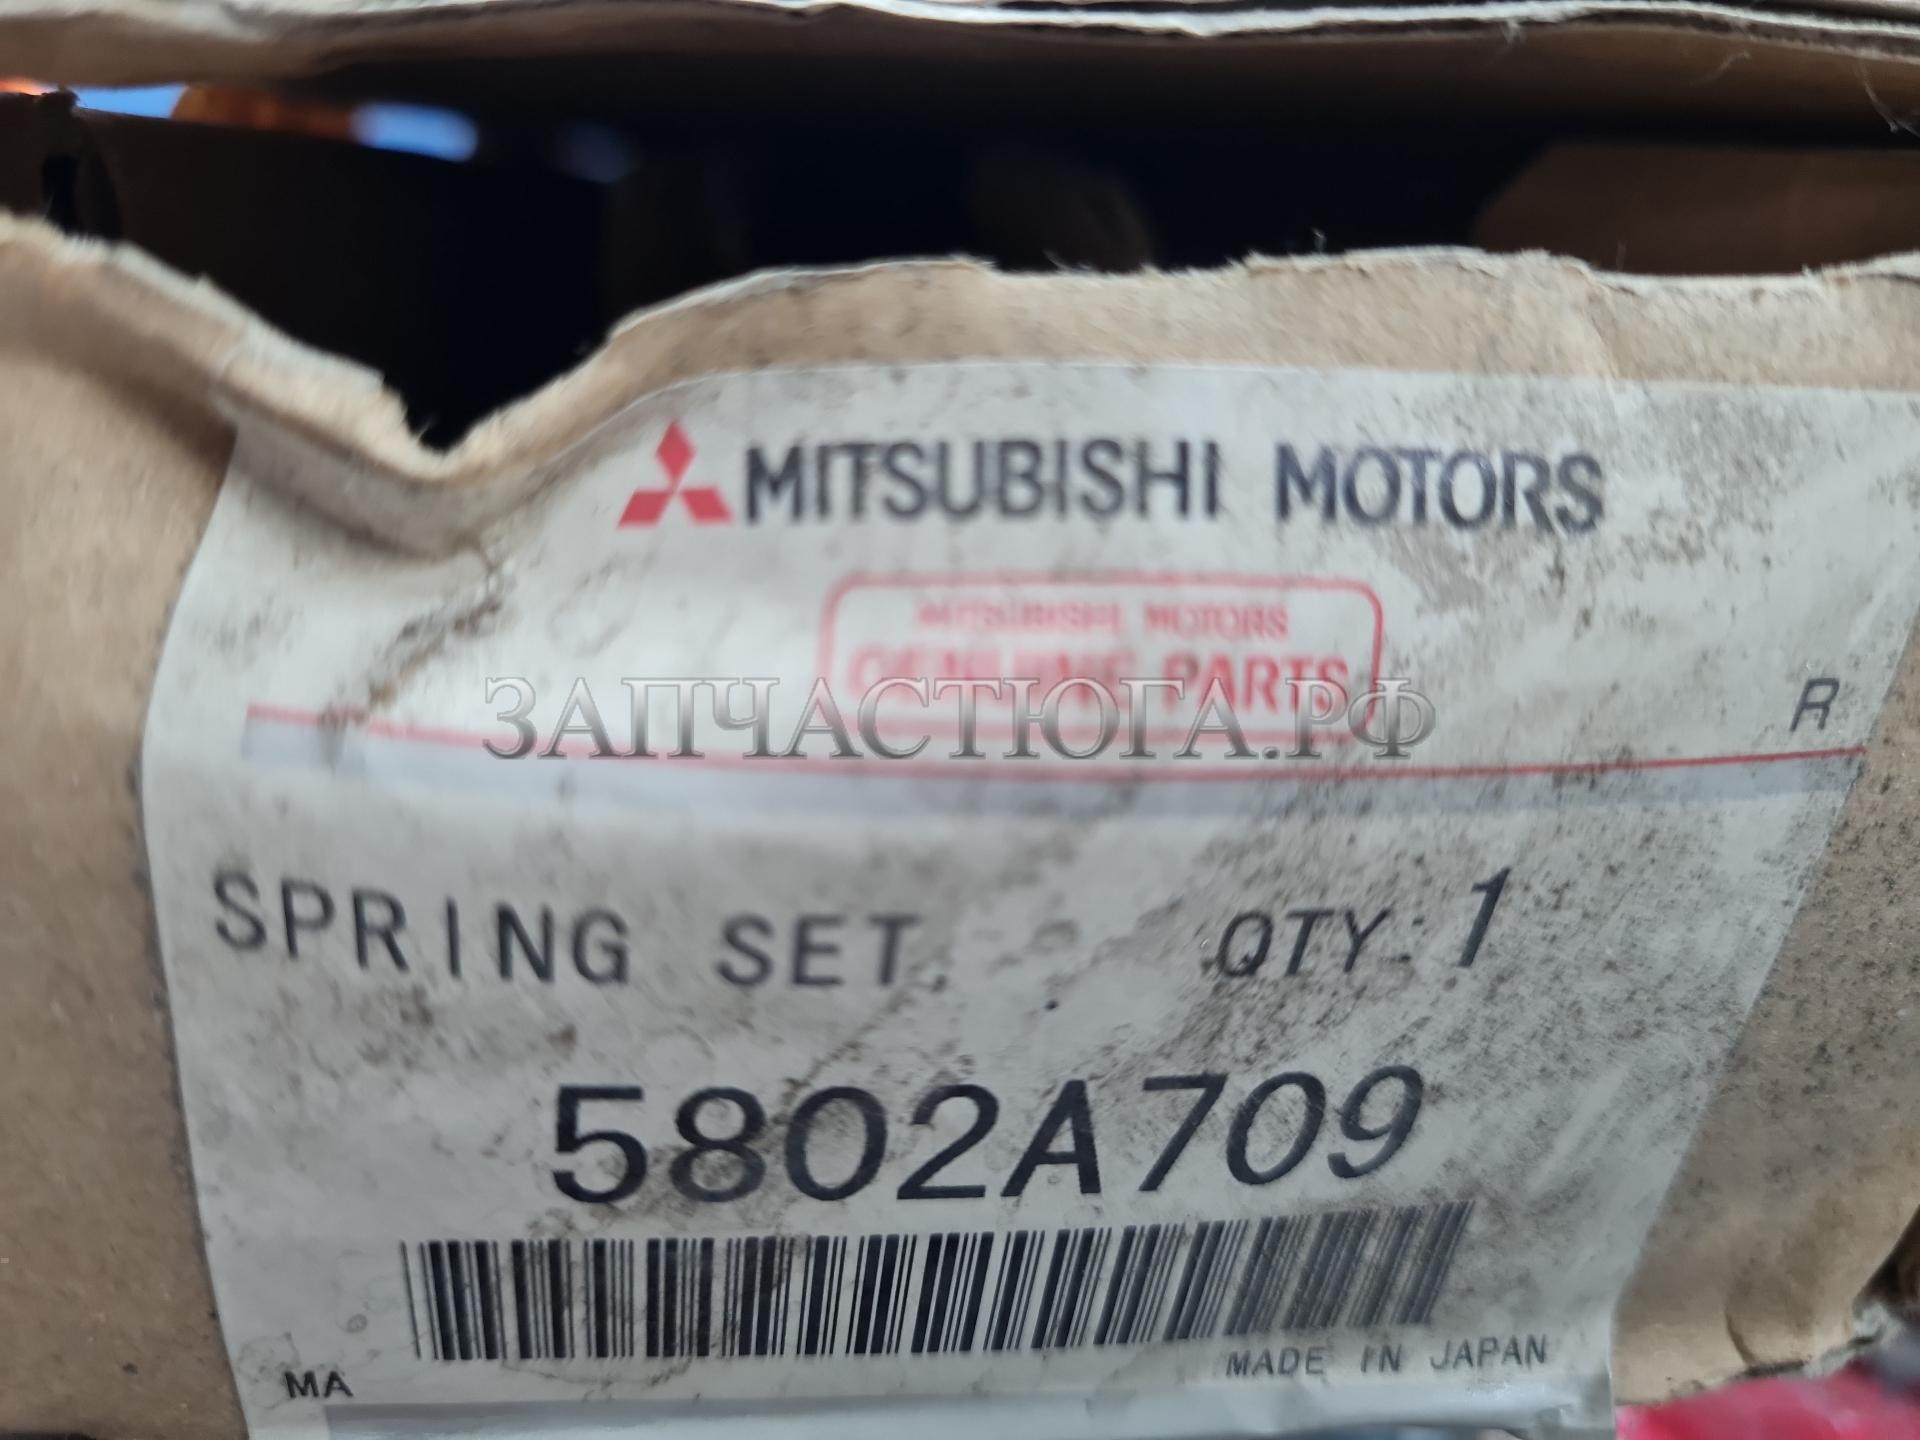 MITSUBISHI MOTORS
MITSUBISHI MOTORS
GENUINE PARTS
ЗАПЧАСТЮГА.РФ
R
SPRING SET, QTY: 1
5802A709
MA
MADE IN JAPAN